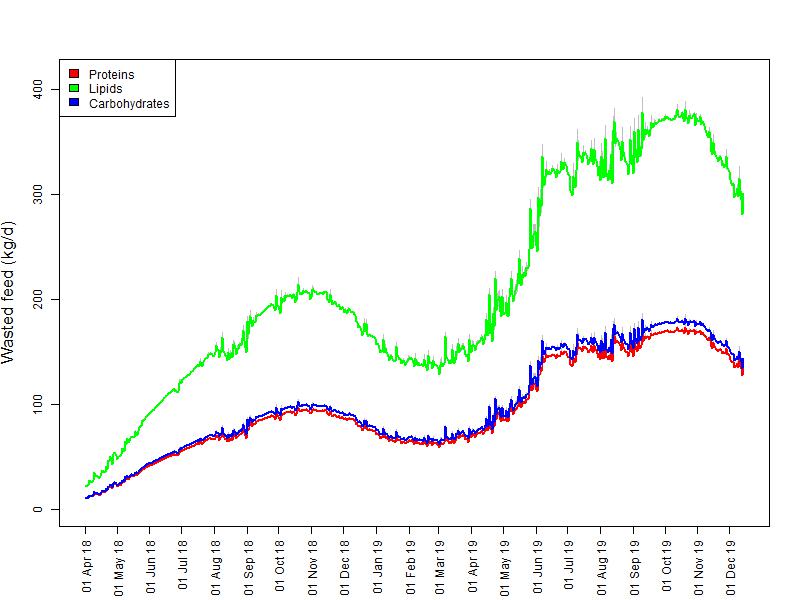 Proteins
Lipids
Carbohydrates
Wasted feed (kg/d)
400
300
200
100
0
01 Apr 18
01 May 18
01 Jun 18
01 Jul 18
01 Aug 18
01 Sep 18
01 Oct 18
01 Nov 18
01 Dec 18
01 Jan 19
01 Feb 19
01 Mar 19
01 Apr 19
01 May 19
01 Jun 19
01 Jul 19
01 Aug 19
01 Sep 19
01 Oct 19
01 Nov 19
01 Dec 19